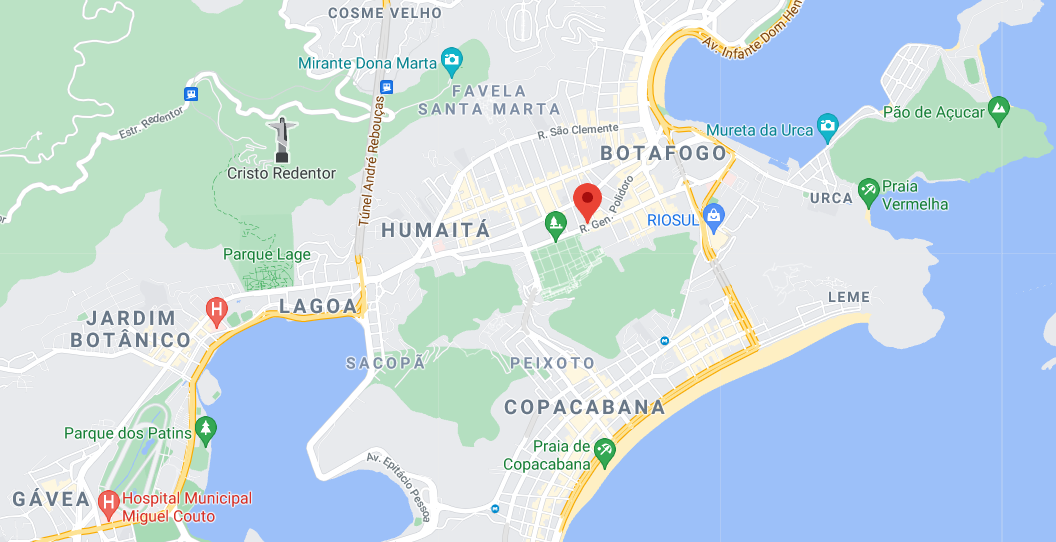 COSME VELHO
Av. Infante Dom Hen
Mirante Dona Marta
FAVELA
SANTA MARTA
Estr. Redentor
Túnel André Rebouças
Pão de Açucar
Mureta da Urca
R. São Clemente
BOTAFOGO
Cristo Redentor
URCA
Praia
Vermelha
R. Gen. Polidoro
RIOSUL
HUMAITÁ
or
Parque Lage
H
LAGOA
LEME
JARDIM
BOTÂNICO
SACOPÃ
PEIXOTO
COPACABANA
Parque dos Patins
Praia de
Copacabana
Av. Epitácio Pessoa
GÁVEA
H
Hospital Municipal
Miguel Couto